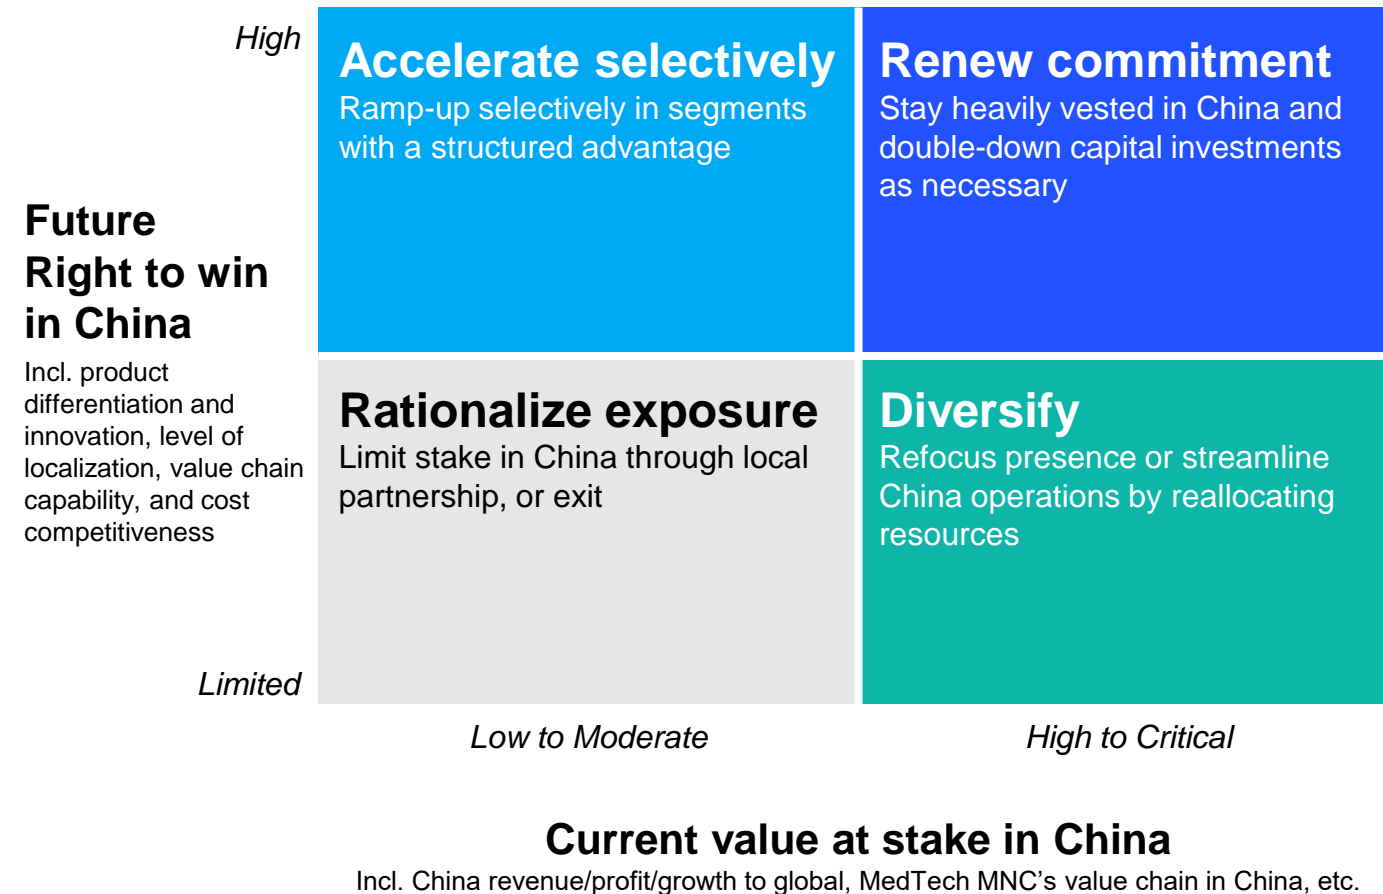 High
Accelerate selectively
Ramp-up selectively in segments
with a structured advantage
Renew commitment
Stay heavily vested in China and
double-down capital investments
as necessary
Future
Right to win
in China
Incl. product
differentiation and
innovation, level of
localization, value chain
capability, and cost
competitiveness
Rationalize exposure
Limit stake in China through local
partnership, or exit
Diversify
Refocus presence or streamline
China operations by reallocating
resources
Limited
Low to Moderate
High to Critical
Current value at stake in China
Incl. China revenue/profit/growth to global, MedTech MNC's value chain in China, etc.